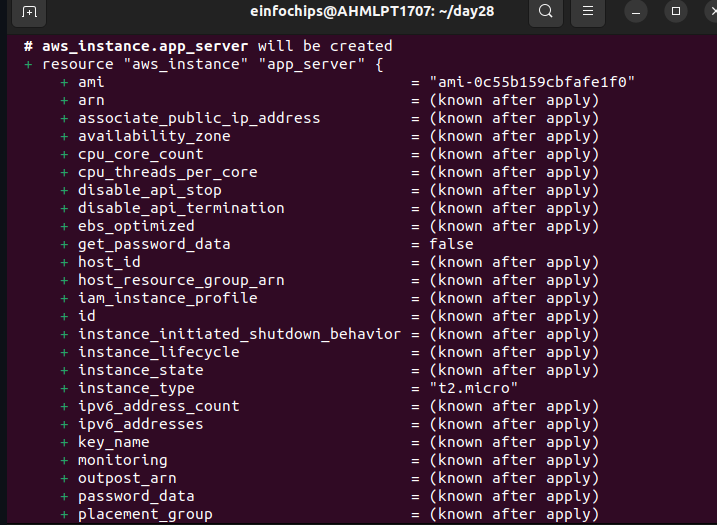 einfochips@AHMLPT1707: ~/day28
# aws_instance.app_server will be created
+ resource "aws_instance" "app_server" {
+ ami = "ami-0c55b159cbfafe1f0"
+ arn = (known after apply)
+ associate_public_ip_address = (known after apply)
+ availability_zone = (known after apply)
+ cpu_core_count = (known after apply)
+ cpu_threads_per_core = (known after apply)
+ disable_api_stop = (known after apply)
+ disable_api_termination = (known after apply)
+ ebs_optimized = (known after apply)
+ get_password_data = false
+ host_id = (known after apply)
+ host_resource_group_arn = (known after apply)
+ iam_instance_profile = (known after apply)
+ id = (known after apply)
+ instance_initiated_shutdown_behavior = (known after apply)
+ instance_lifecycle = (known after apply)
+ instance_state = (known after apply)
+ instance_type = "t2.micro"
+ ipv6_address_count = (known after apply)
+ ipv6_addresses = (known after apply)
+ key_name = (known after apply)
+ monitoring = (known after apply)
+ outpost_arn = (known after apply)
+ password_data = (known after apply)
+ placement_group = (known after apply)